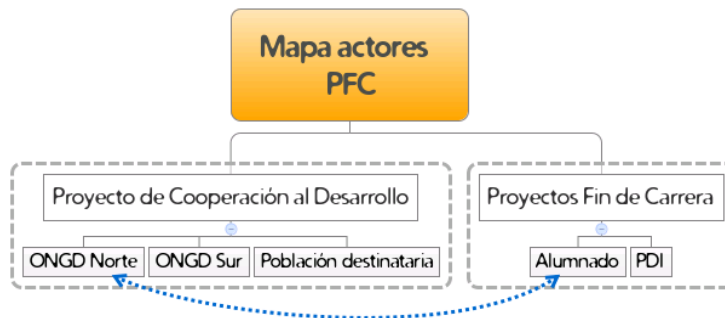 Mapa actores
PFC
Proyecto de Cooperación al Desarrollo
Proyectos Fin de Carrera
ONGD Norte
ONGD Sur
Población destinataria
Alumnado
PDI